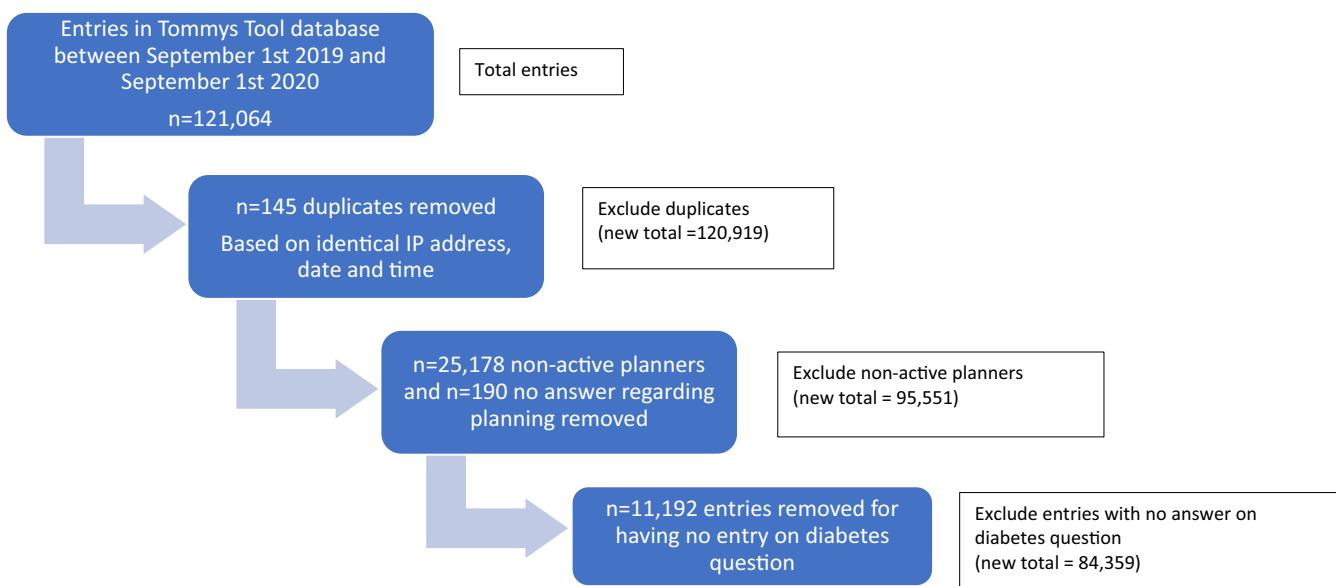 Entries in Tommys Tool database
between September 1st 2019 and
September 1st 2020
n=121,064
Total entries
n=145 duplicates removed
Based on identical IP address,
date and time
Exclude duplicates
(new total =120,919)
n=25,178 non-active planners
and n=190 no answer regarding
planning removed
Exclude non-active planners
(new total = 95,551)
n=11,192 entries removed for
having no entry on diabetes
question
Exclude entries with no answer on
diabetes question
(new total = 84,359)